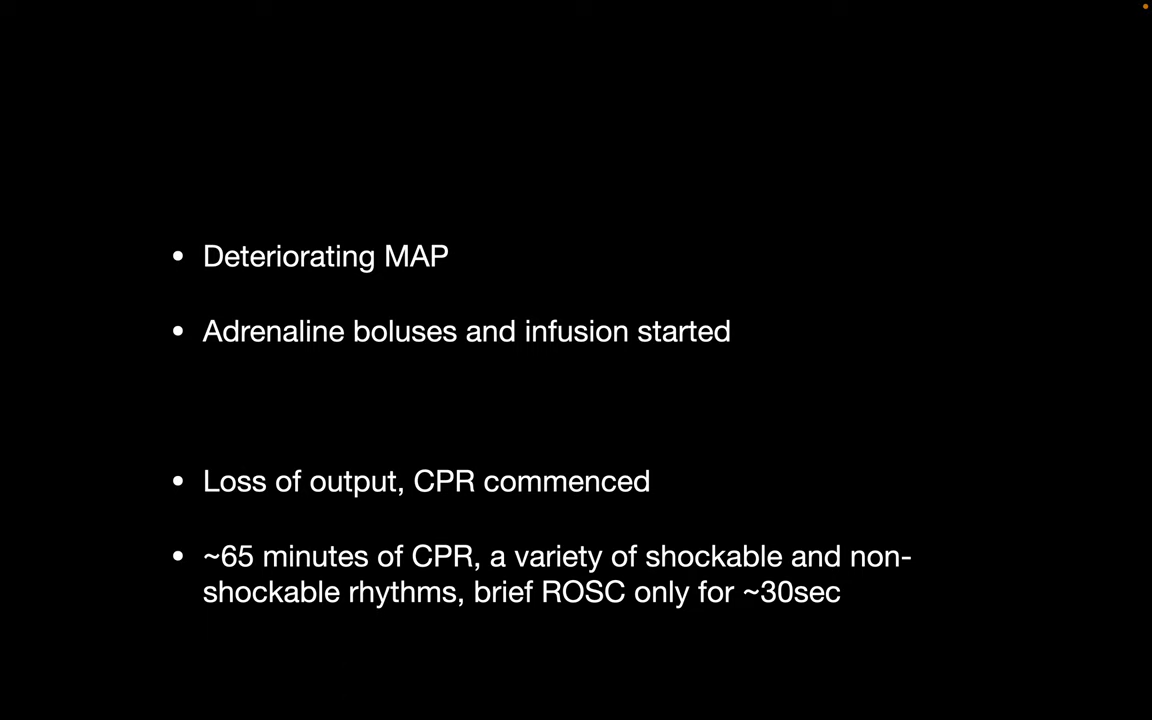 • Deteriorating MAP
• Adrenaline boluses and infusion started
• Loss of output, CPR commenced
• ~65 minutes of CPR, a variety of shockable and non-
shockable rhythms, brief ROSC only for ~30sec